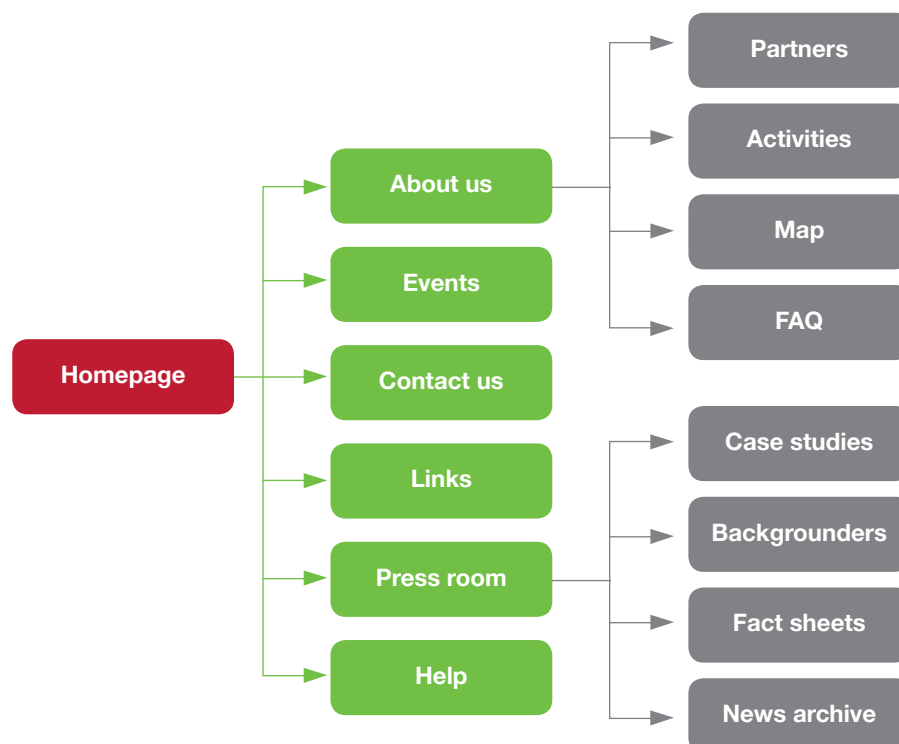 Homepage
About us
Events
Contact us
Links
Press room
Help
Partners
Activities
Map
FAQ
Case studies
Backgrounders
Fact sheets
News archive